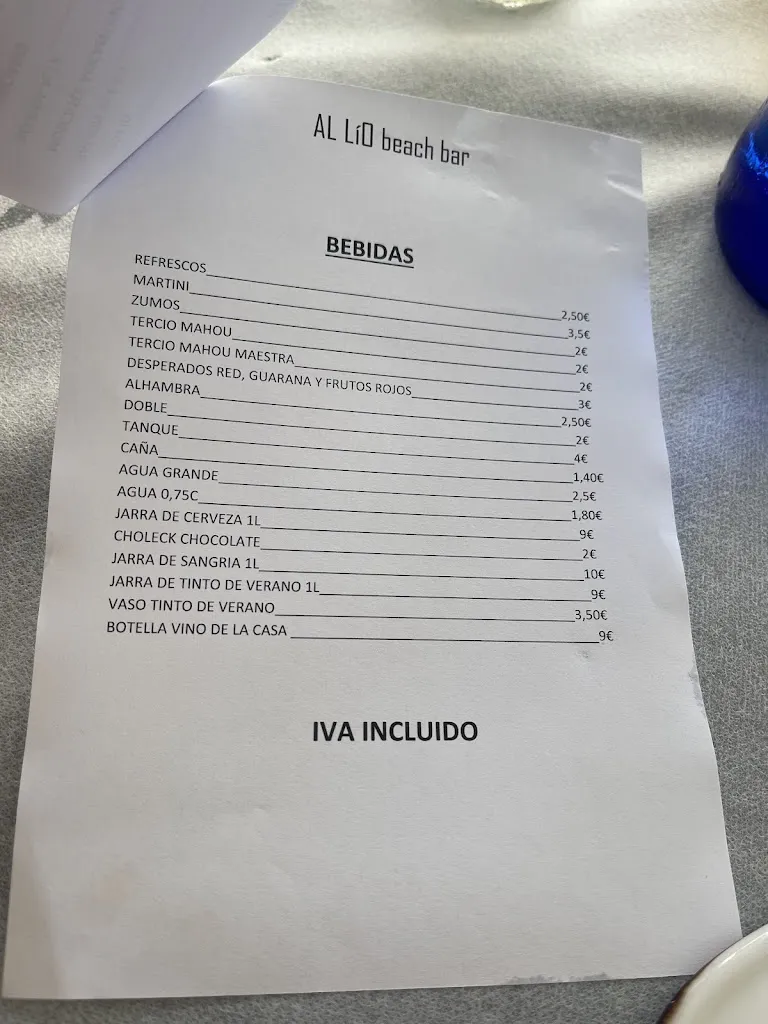 AL LíO beach bar
BEBIDAS
REFRESCOS 2,50€
MARTINI 3,5€
ZUMOS 2€
TERCIO MAHOU 2€
TERCIO MAHOU MAESTRA 2€
DESPERADOS RED, GUARANA Y FRUTOS ROJOS 3€
ALHAMBRA 2,50€
DOBLE 2€
TANQUE 4€
CAÑA 1,40€
AGUA GRANDE 2,5€
AGUA 0,75C 1,80€
JARRA DE CERVEZA 1L 9€
CHOLECK CHOCOLATE 2€
JARRA DE SANGRIA 1L 10€
JARRA DE TINTO DE VERANO 1L 9€
VASO TINTO DE VERANO 3,50€
BOTELLA VINO DE LA CASA 9€
IVA INCLUIDO